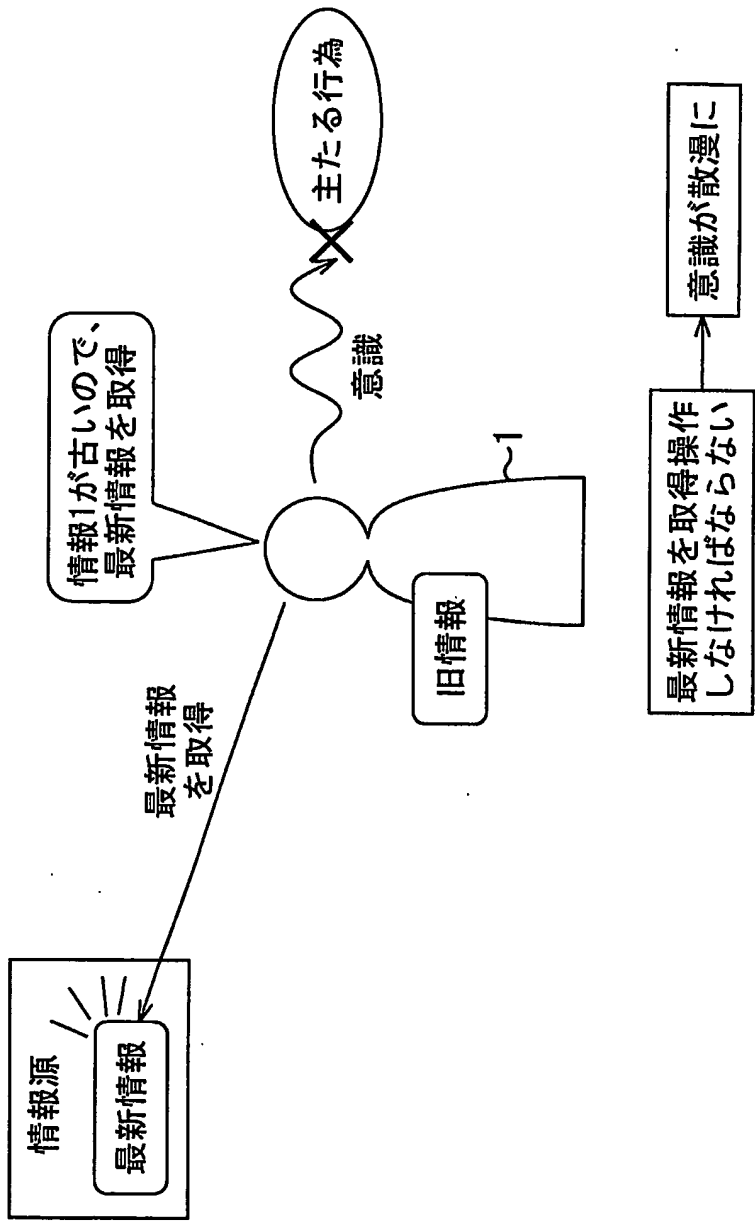 情報源
最新情報
最新情報
を取得
情報1が古いので、
最新情報を取得
旧情報
1
意識
主たる行為
最新情報を取得操作
しなければならない
意識が散漫に